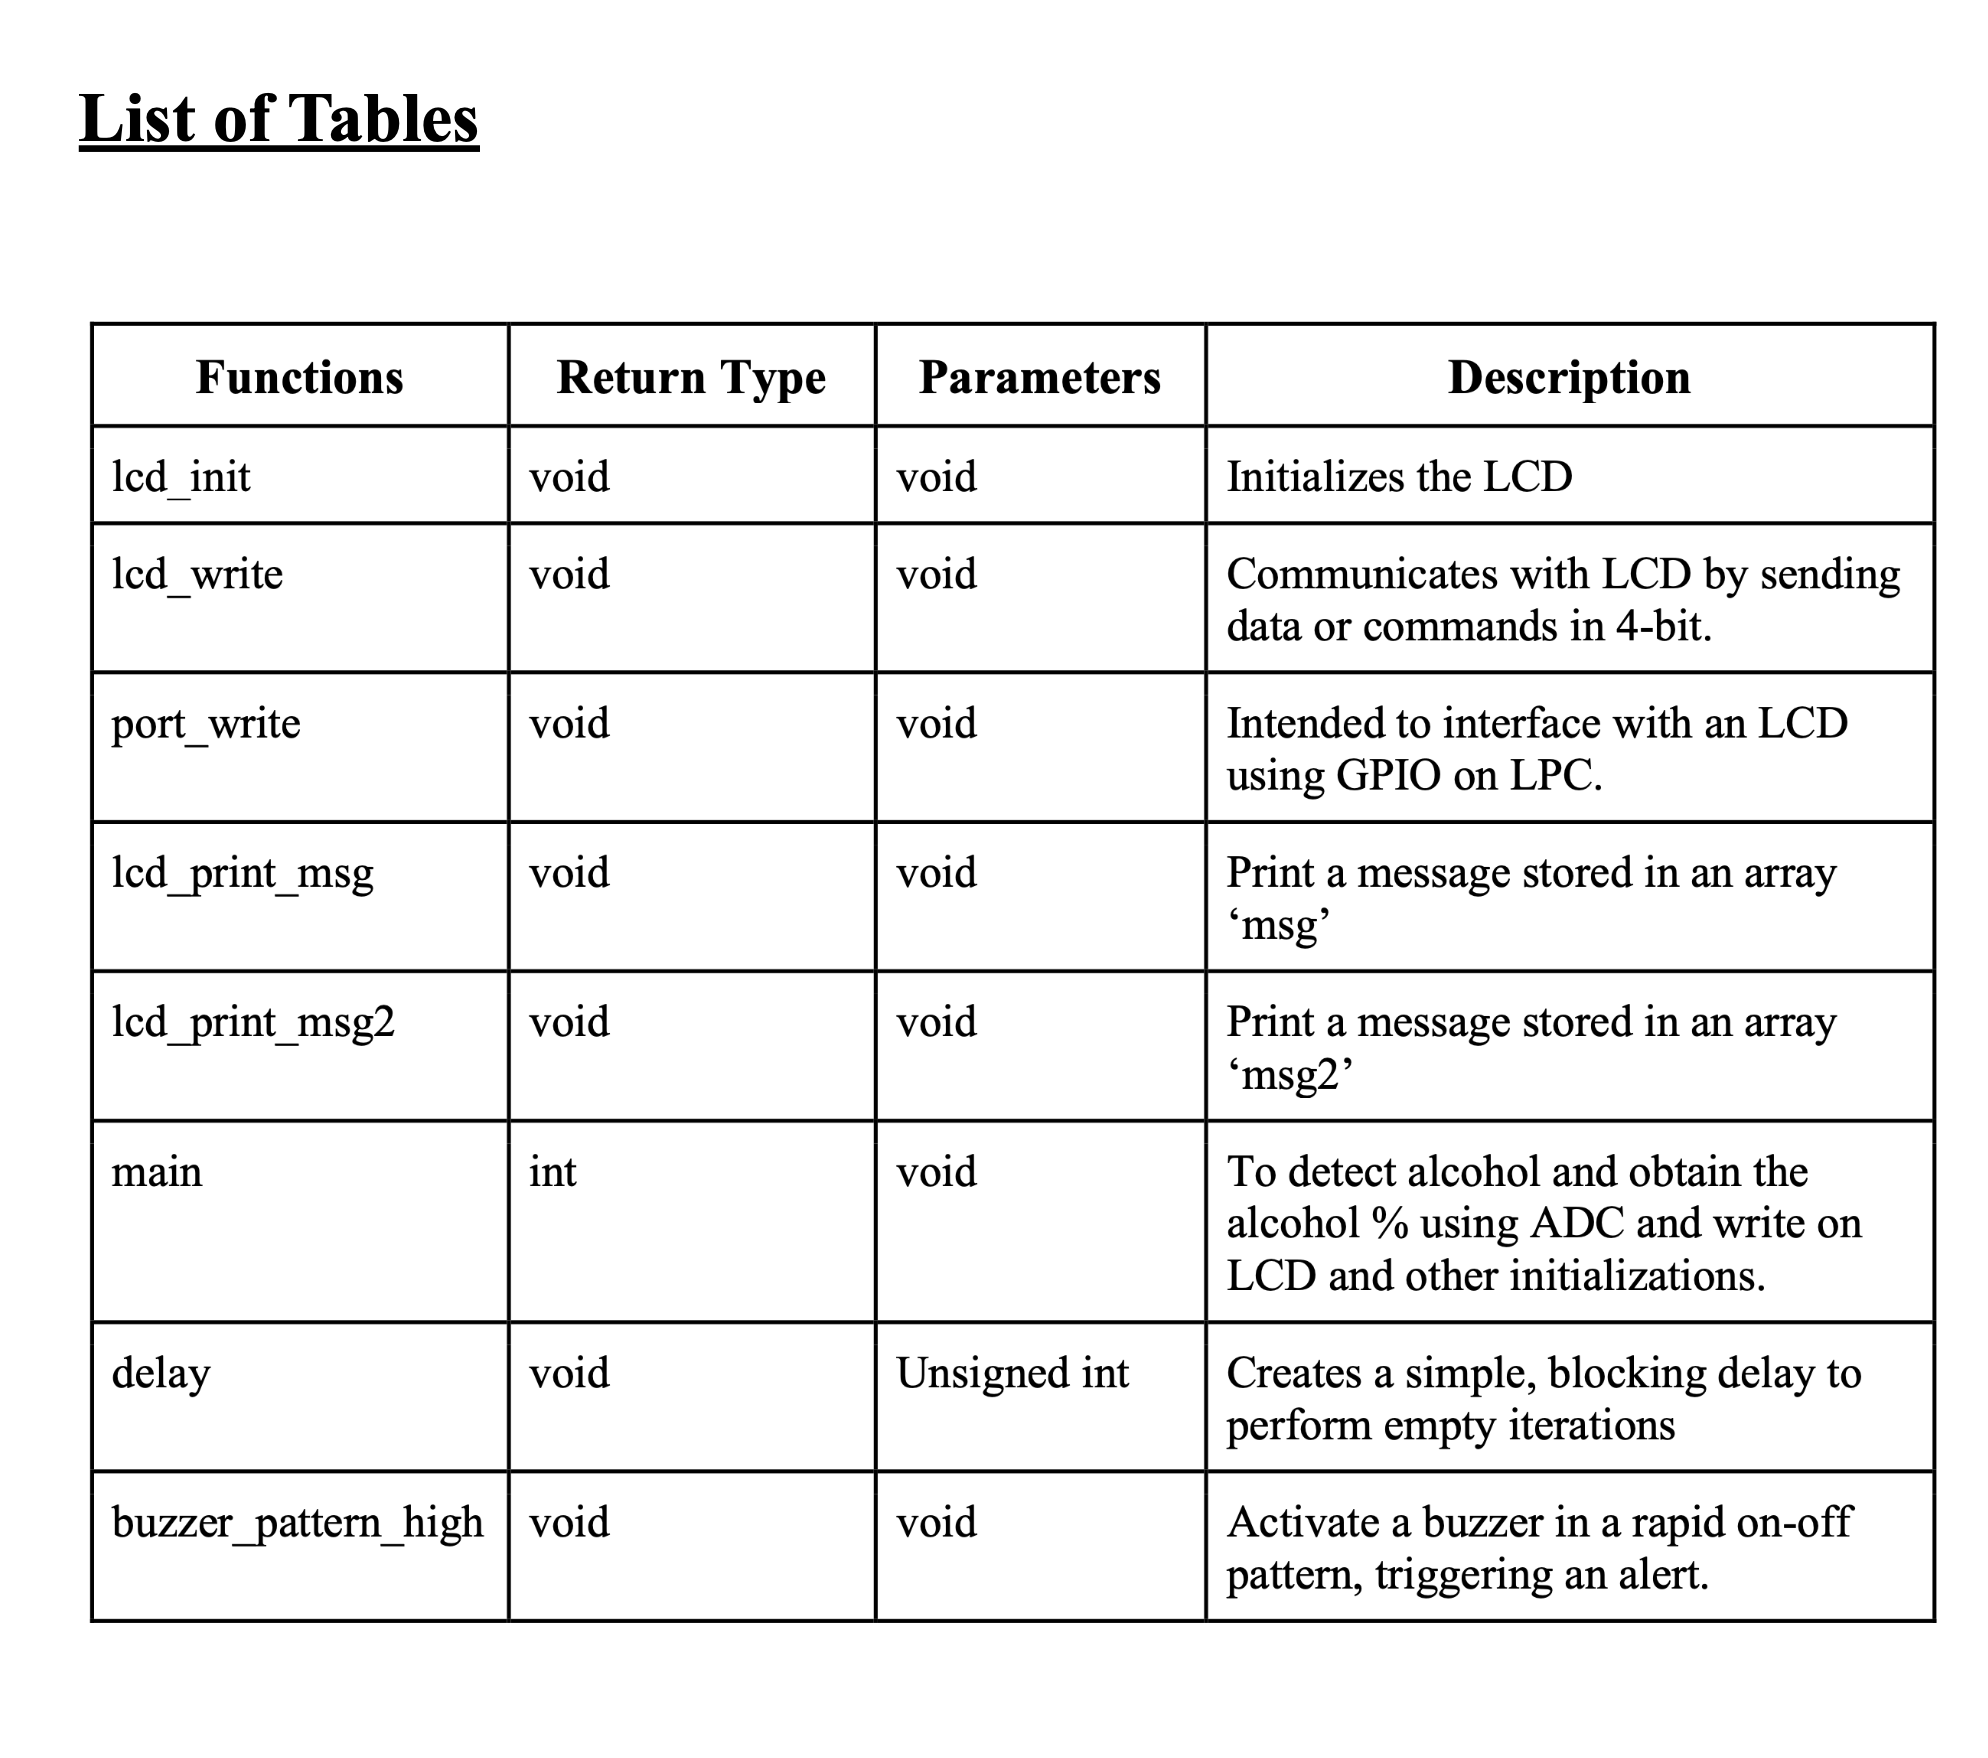 List of Tables
Functions Return Type Parameters Description
lcd_init void void Initializes the LCD
lcd_write void void Communicates with LCD by sending
data or commands in 4-bit.
port_write void void Intended to interface with an LCD
using GPIO on LPC.
lcd_print_msg void void Print a message stored in an array
‘msg’
lcd_print_msg2 void void Print a message stored in an array
‘msg2’
main int void To detect alcohol and obtain the
alcohol % using ADC and write on
LCD and other initializations.
delay void Unsigned int Creates a simple, blocking delay to
perform empty iterations
buzzer_pattern_high void void Activate a buzzer in a rapid on-off
pattern, triggering an alert.